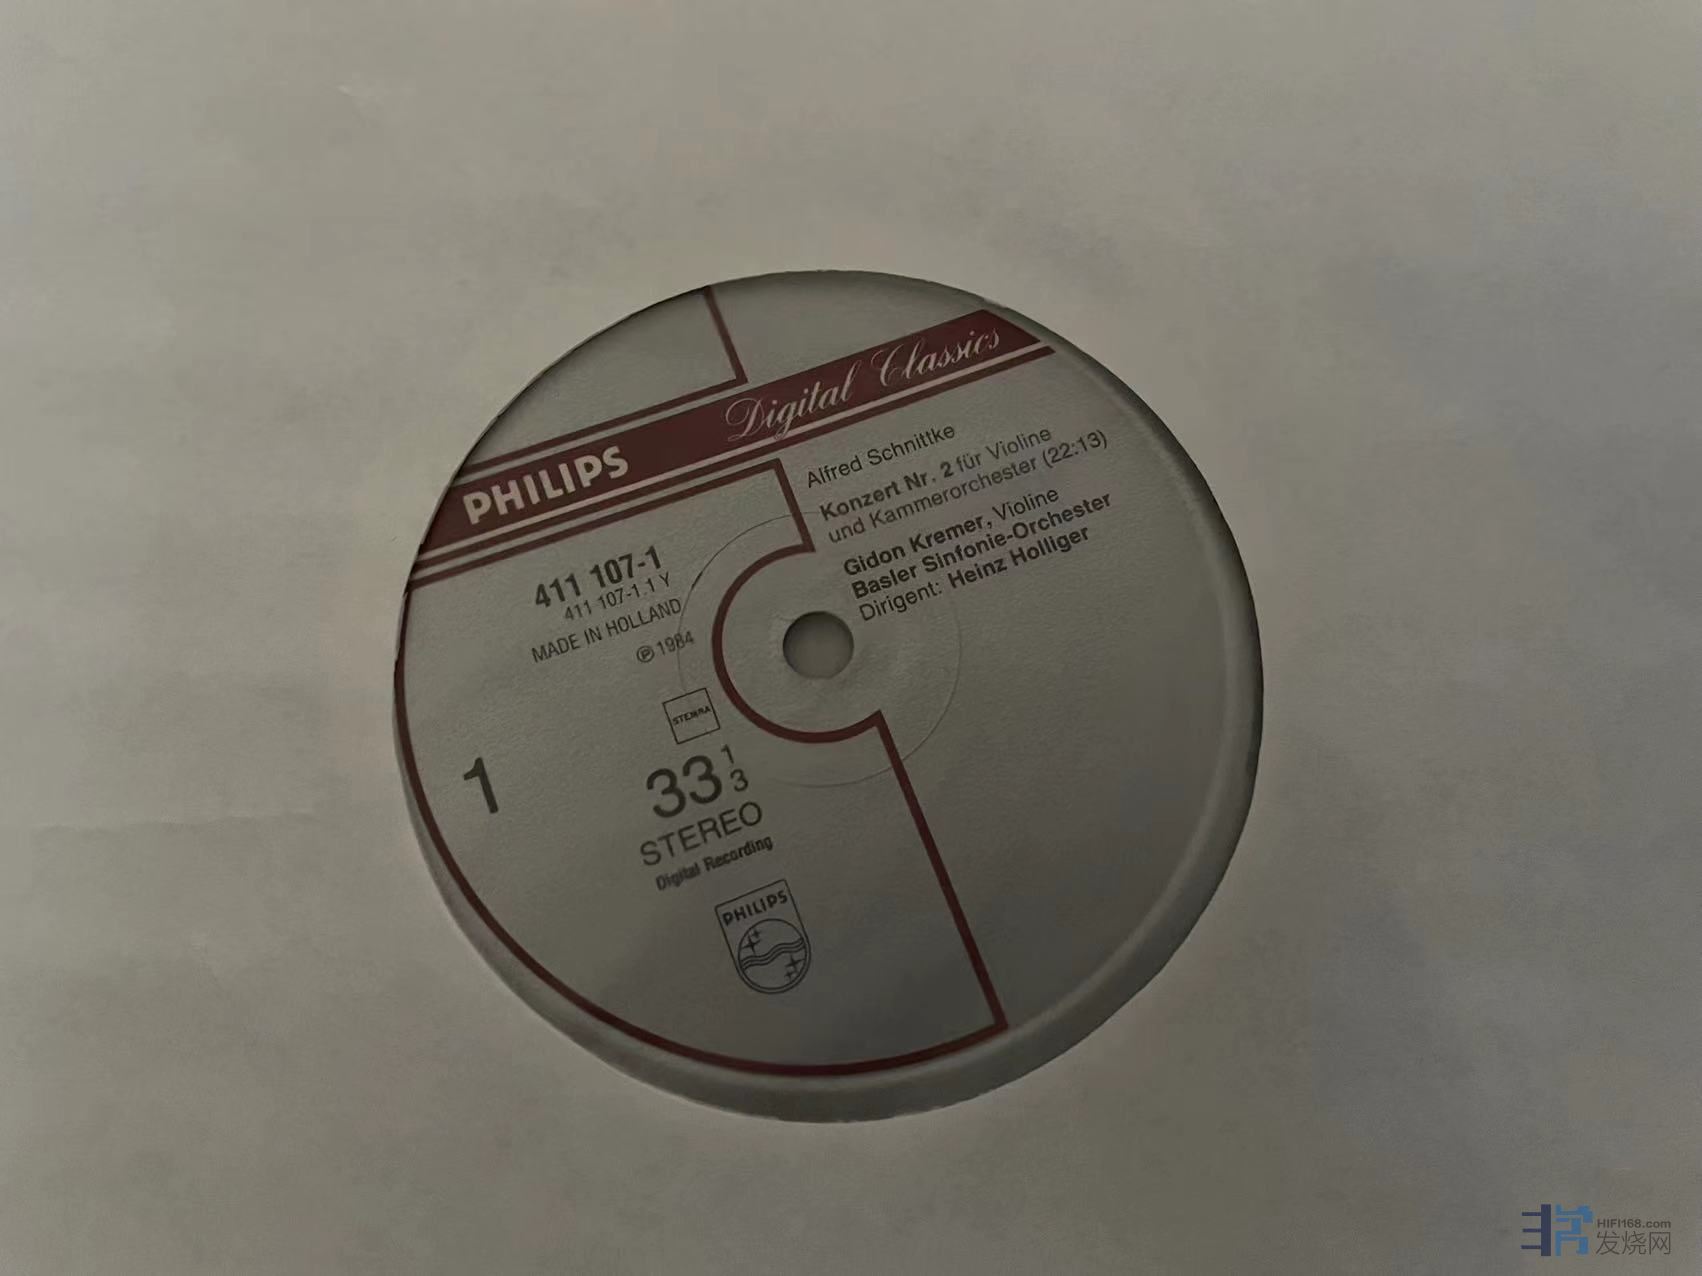 PHILIPS Digital Classics
Alfred Schnittke
Konzert Nr. 2 für Violine
und Kammerorchester (22:13)
Gidon Kremer, Violine
Basler Sinfonie-Orchester
Dirigent: Heinz Holliger
411 107-1
411 107-1.1 Y
MADE IN HOLLAND
℗ 1984
STEMRA
1
33 1/3
STEREO
Digital Recording
PHILIPS
HIFI168.com
发烧网